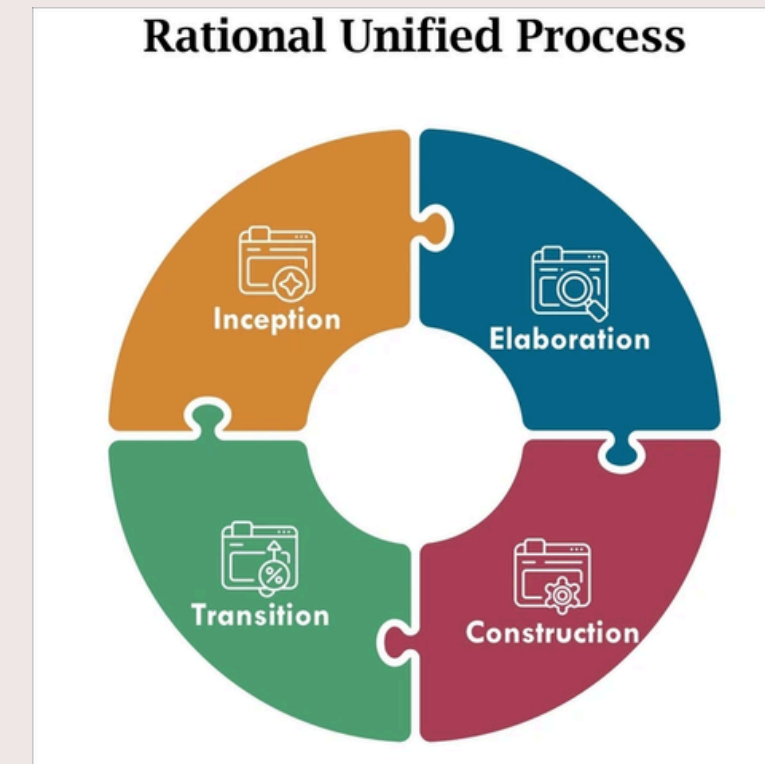 Rational Unified Process
Inception
Elaboration
Transition
Construction